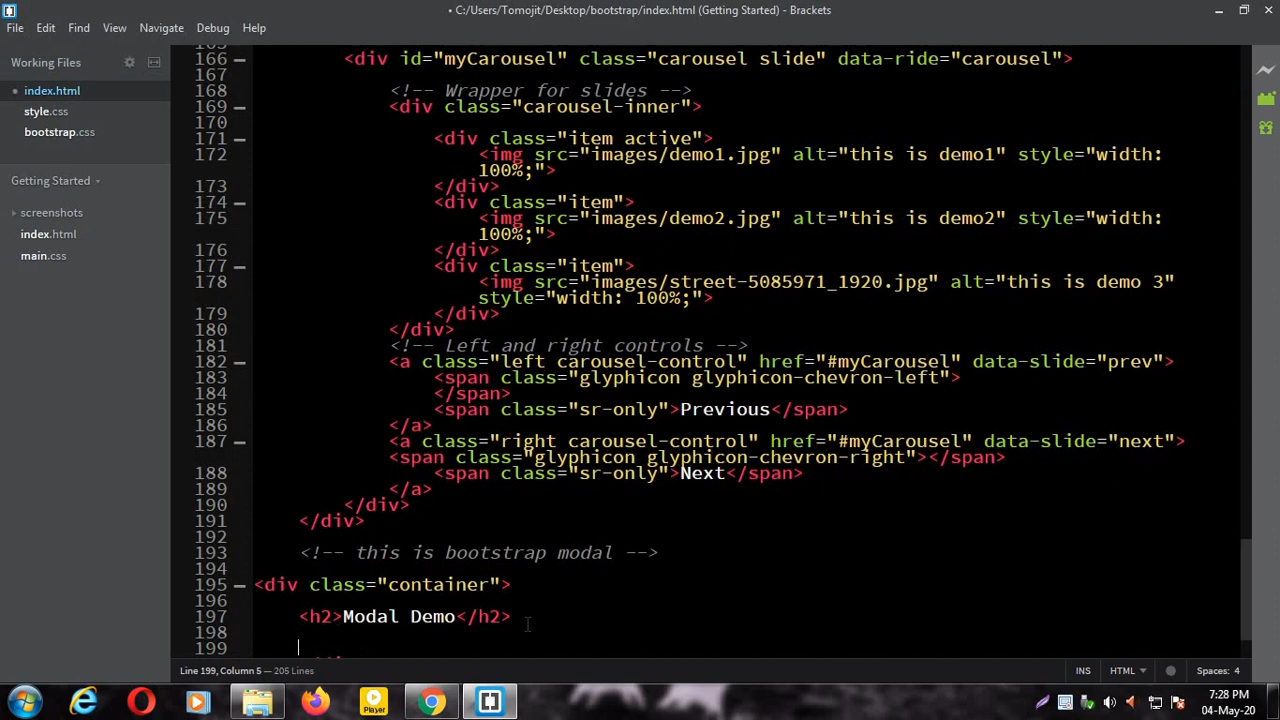 • C:/Users/Tomojit/Desktop/bootstrap/index.html (Getting Started) - Brackets
File Edit Find View Navigate Debug Help
Working Files
• index.html
style.css
bootstrap.css
Getting Started
screenshots
index.html
main.css
165
166 <div id="myCarousel" class="carousel slide" data-ride="carousel">
167
168 <!-- Wrapper for slides -->
169 <div class="carousel-inner">
170
171 <div class="item active">
172 <img src="images/demo1.jpg" alt="this is demo1" style="width:
100%;">
173 </div>
174 <div class="item">
175 <img src="images/demo2.jpg" alt="this is demo2" style="width:
100%;">
176 </div>
177 <div class="item">
178 <img src="images/street-5085971_1920.jpg" alt="this is demo 3"
style="width: 100%;">
179 </div>
180 </div>
181 <!-- Left and right controls -->
182 <a class="left carousel-control" href="#myCarousel" data-slide="prev">
183 <span class="glyphicon glyphicon-chevron-left">
184 </span>
185 <span class="sr-only">Previous</span>
186 </a>
187 <a class="right carousel-control" href="#myCarousel" data-slide="next">
<span class="glyphicon glyphicon-chevron-right"></span>
188 <span class="sr-only">Next</span>
189 </a>
190 </div>
191 </div>
192
193 <!-- this is bootstrap modal -->
194
195 <div class="container">
196
197 <h2>Modal Demo</h2>
198
199
Line 199, Column 5 — 205 Lines
INS HTML Spaces: 4
Player
7:28 PM
04-May-20